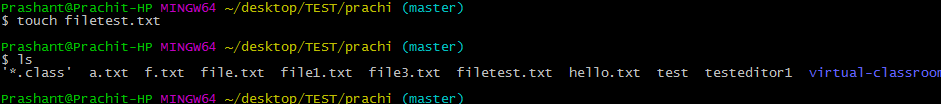 Prashant@Prachit-HP MINGW64 ~/desktop/TEST/prachi (master)
$ touch filetest.txt
Prashant@Prachit-HP MINGW64 ~/desktop/TEST/prachi (master)
$ ls
'*.class'  a.txt  f.txt  file.txt  file1.txt  file3.txt  filetest.txt  hello.txt  test  testeditor1  virtual-classroom
Prashant@Prachit-HP MINGW64 ~/desktop/TEST/prachi (master)